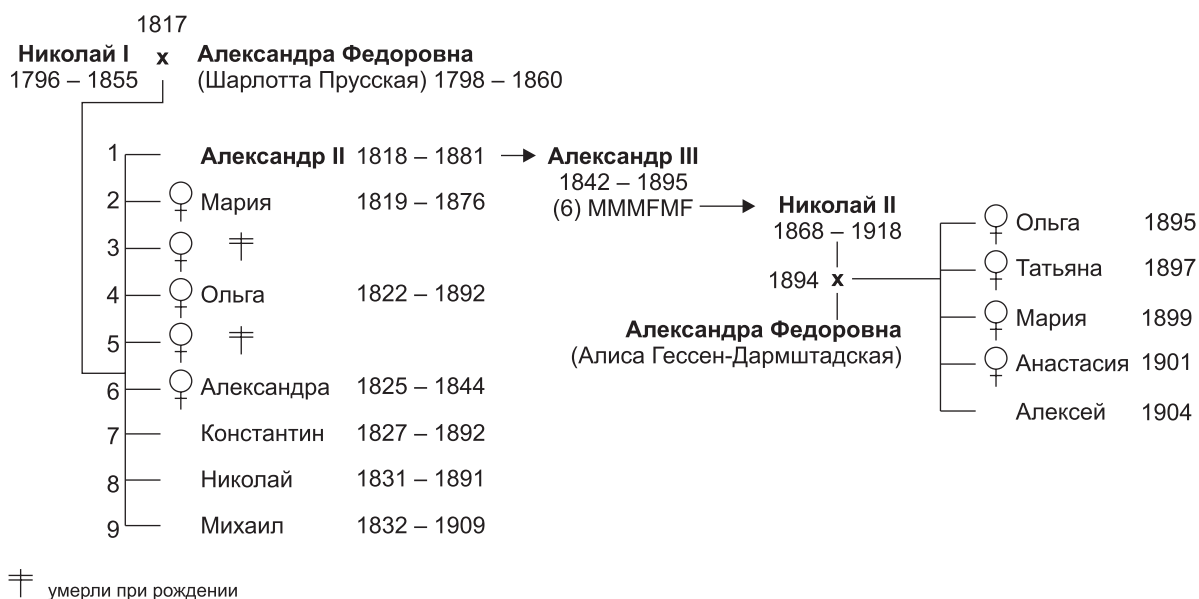 1817
Николай I х Александра Федоровна
1796 – 1855 (Шарлотта Прусская) 1798 – 1860
1 Александр II 1818 – 1881
2 Мария 1819 – 1876
3
4 Ольга 1822 – 1892
5
6 Александра 1825 – 1844
7 Константин 1827 – 1892
8 Николай 1831 – 1891
9 Михаил 1832 – 1909
Александр III
1842 – 1895
(6) MMMFMF
Николай II
1868 – 1918
1894 х
Александра Федоровна
(Алиса Гессен-Дармштадская)
Ольга 1895
Татьяна 1897
Мария 1899
Анастасия 1901
Алексей 1904
умерли при рождении